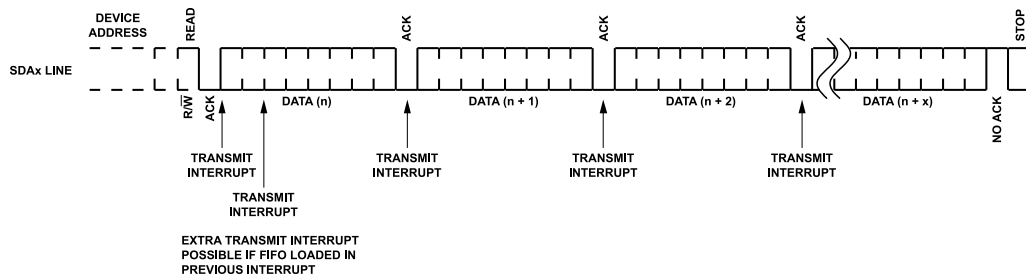 DEVICE
ADDRESS
READ
ACK
ACK
ACK
STOP
SDAx LINE
R/W
ACK
DATA (n)
DATA (n + 1)
DATA (n + 2)
DATA (n + x)
NO ACK
TRANSMIT
INTERRUPT
TRANSMIT
INTERRUPT
TRANSMIT
INTERRUPT
TRANSMIT
INTERRUPT
TRANSMIT
INTERRUPT
EXTRA TRANSMIT INTERRUPT
POSSIBLE IF FIFO LOADED IN
PREVIOUS INTERRUPT